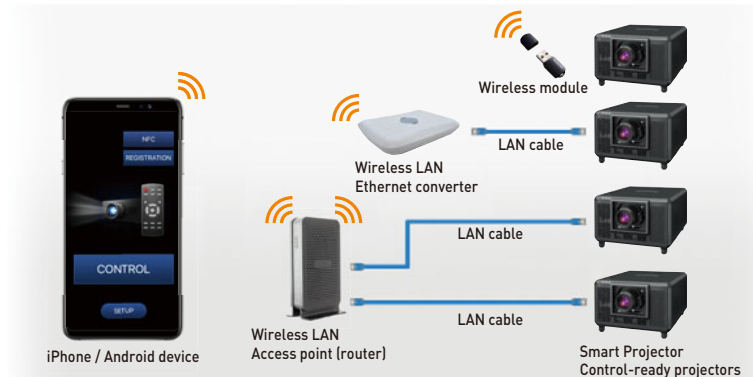 Wireless module
LAN cable
Wireless LAN
Ethernet converter
NFC
REGISTRATION
CONTROL
SETUP
LAN cable
LAN cable
Wireless LAN
Access point (router)
iPhone / Android device
Smart Projector
Control-ready projectors